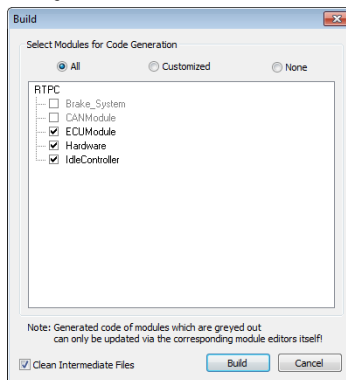 Build
Select Modules for Code Generation
All Customized None
RTPC
Brake_System
CANModule
ECUModule
Hardware
IdleController
Note: Generated code of modules which are greyed out
can only be updated via the corresponding module editors itself!
Clean Intermediate Files Build Cancel